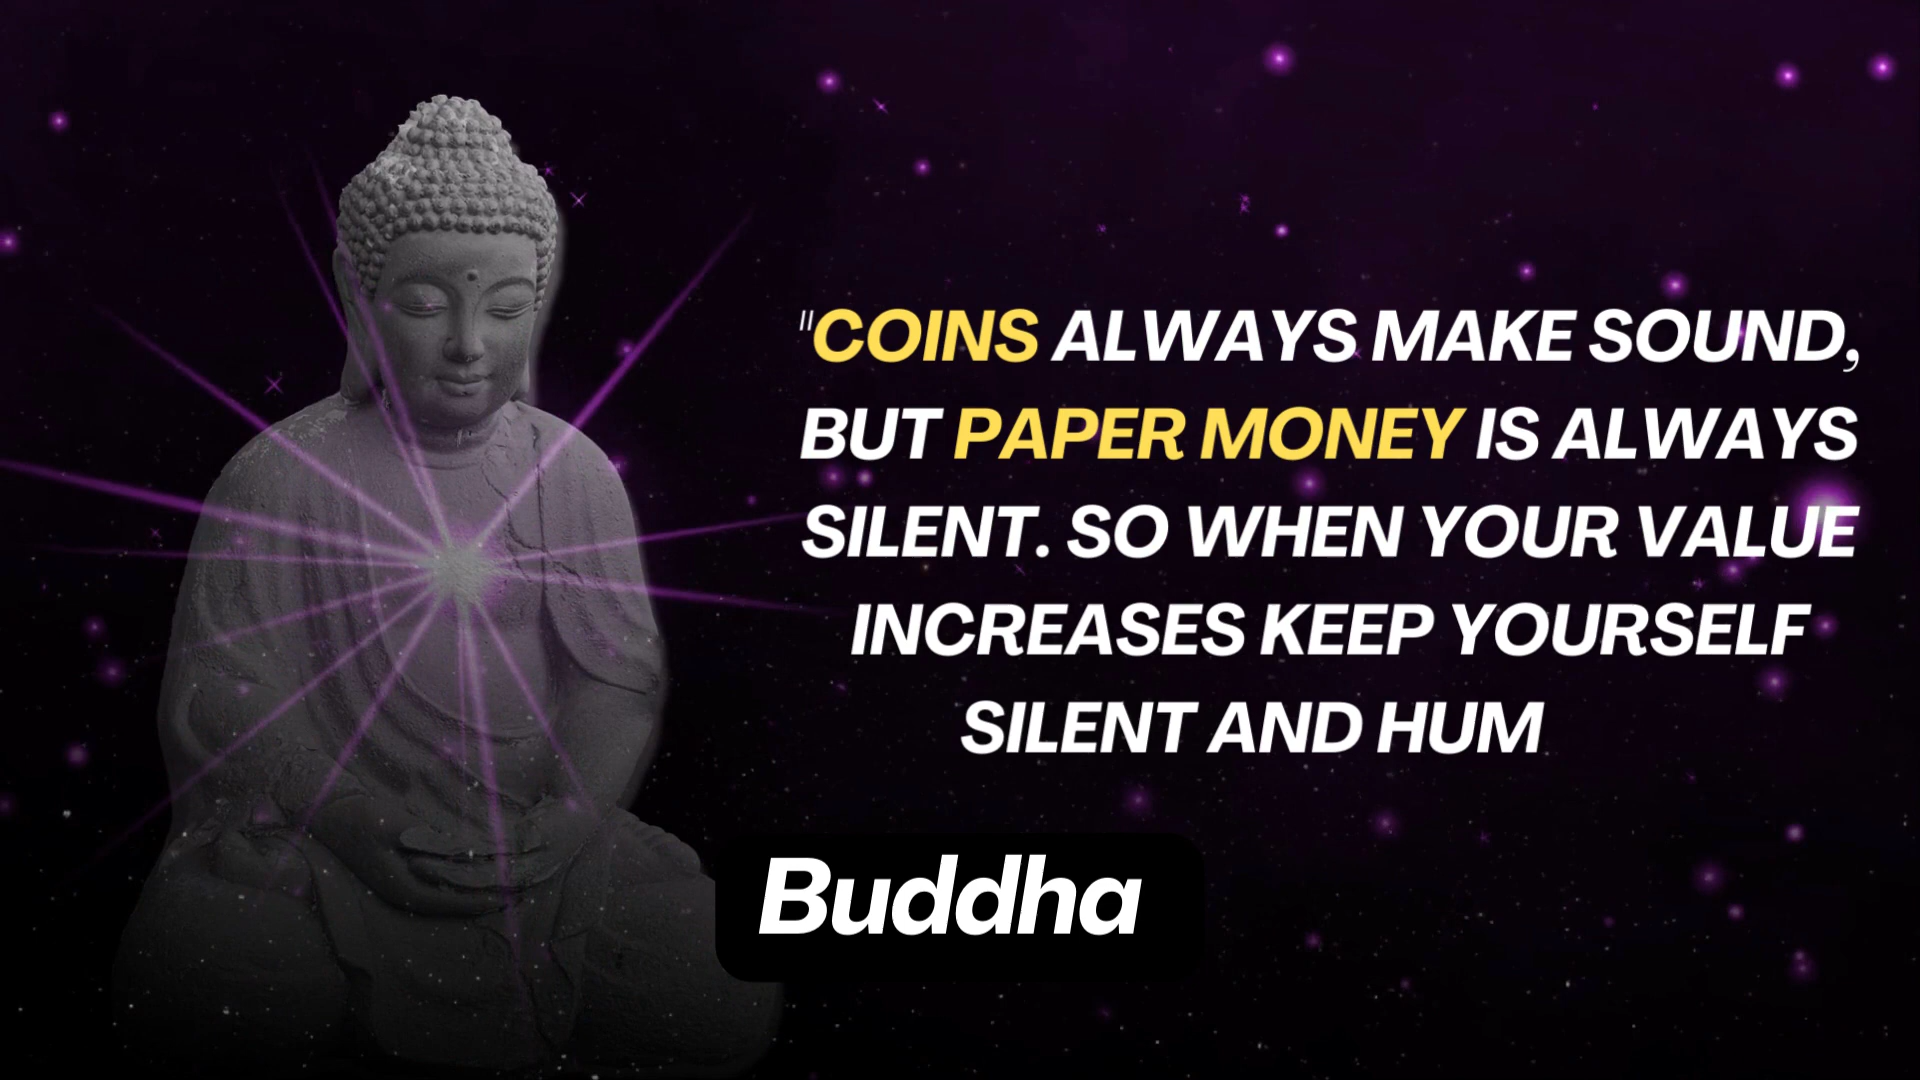 "COINS ALWAYS MAKE SOUND,
BUT PAPER MONEY IS ALWAYS
SILENT. SO WHEN YOUR VALUE
INCREASES KEEP YOURSELF
SILENT AND HUM
Buddha